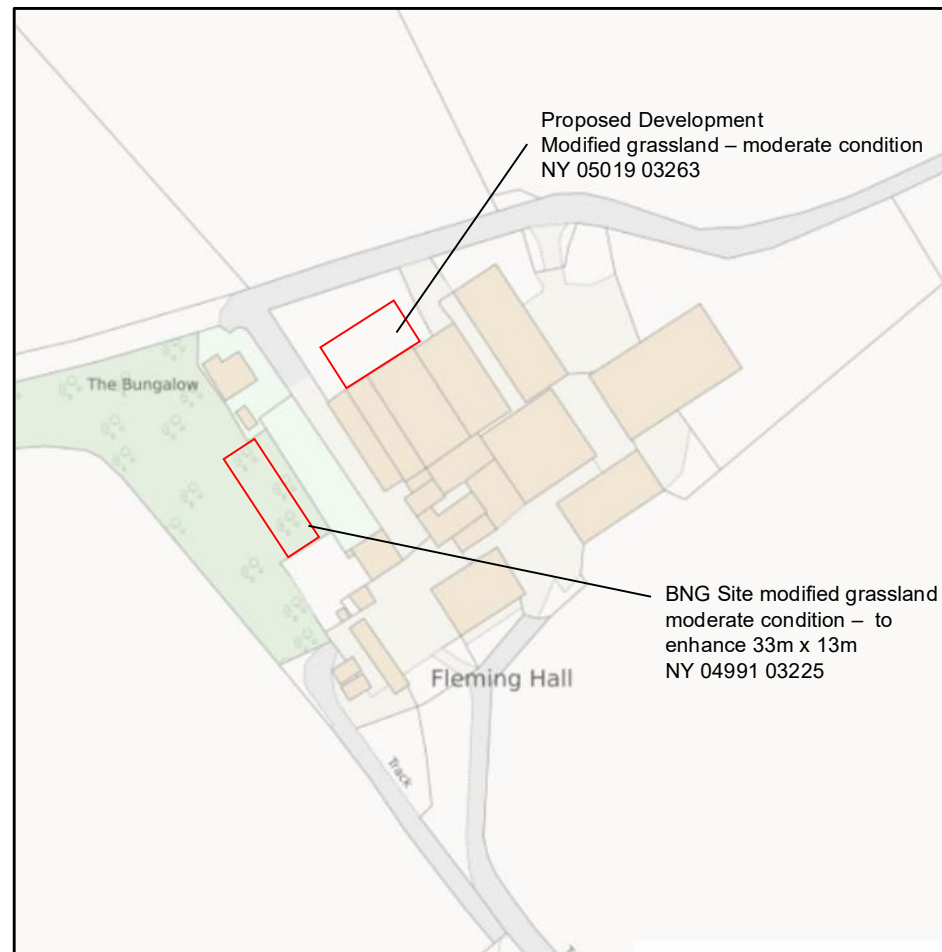 Proposed Development
Modified grassland – moderate condition
NY 05019 03263
The Bungalow
BNG Site modified grassland
moderate condition – to
enhance 33m x 13m
NY 04991 03225
Fleming Hall
Track